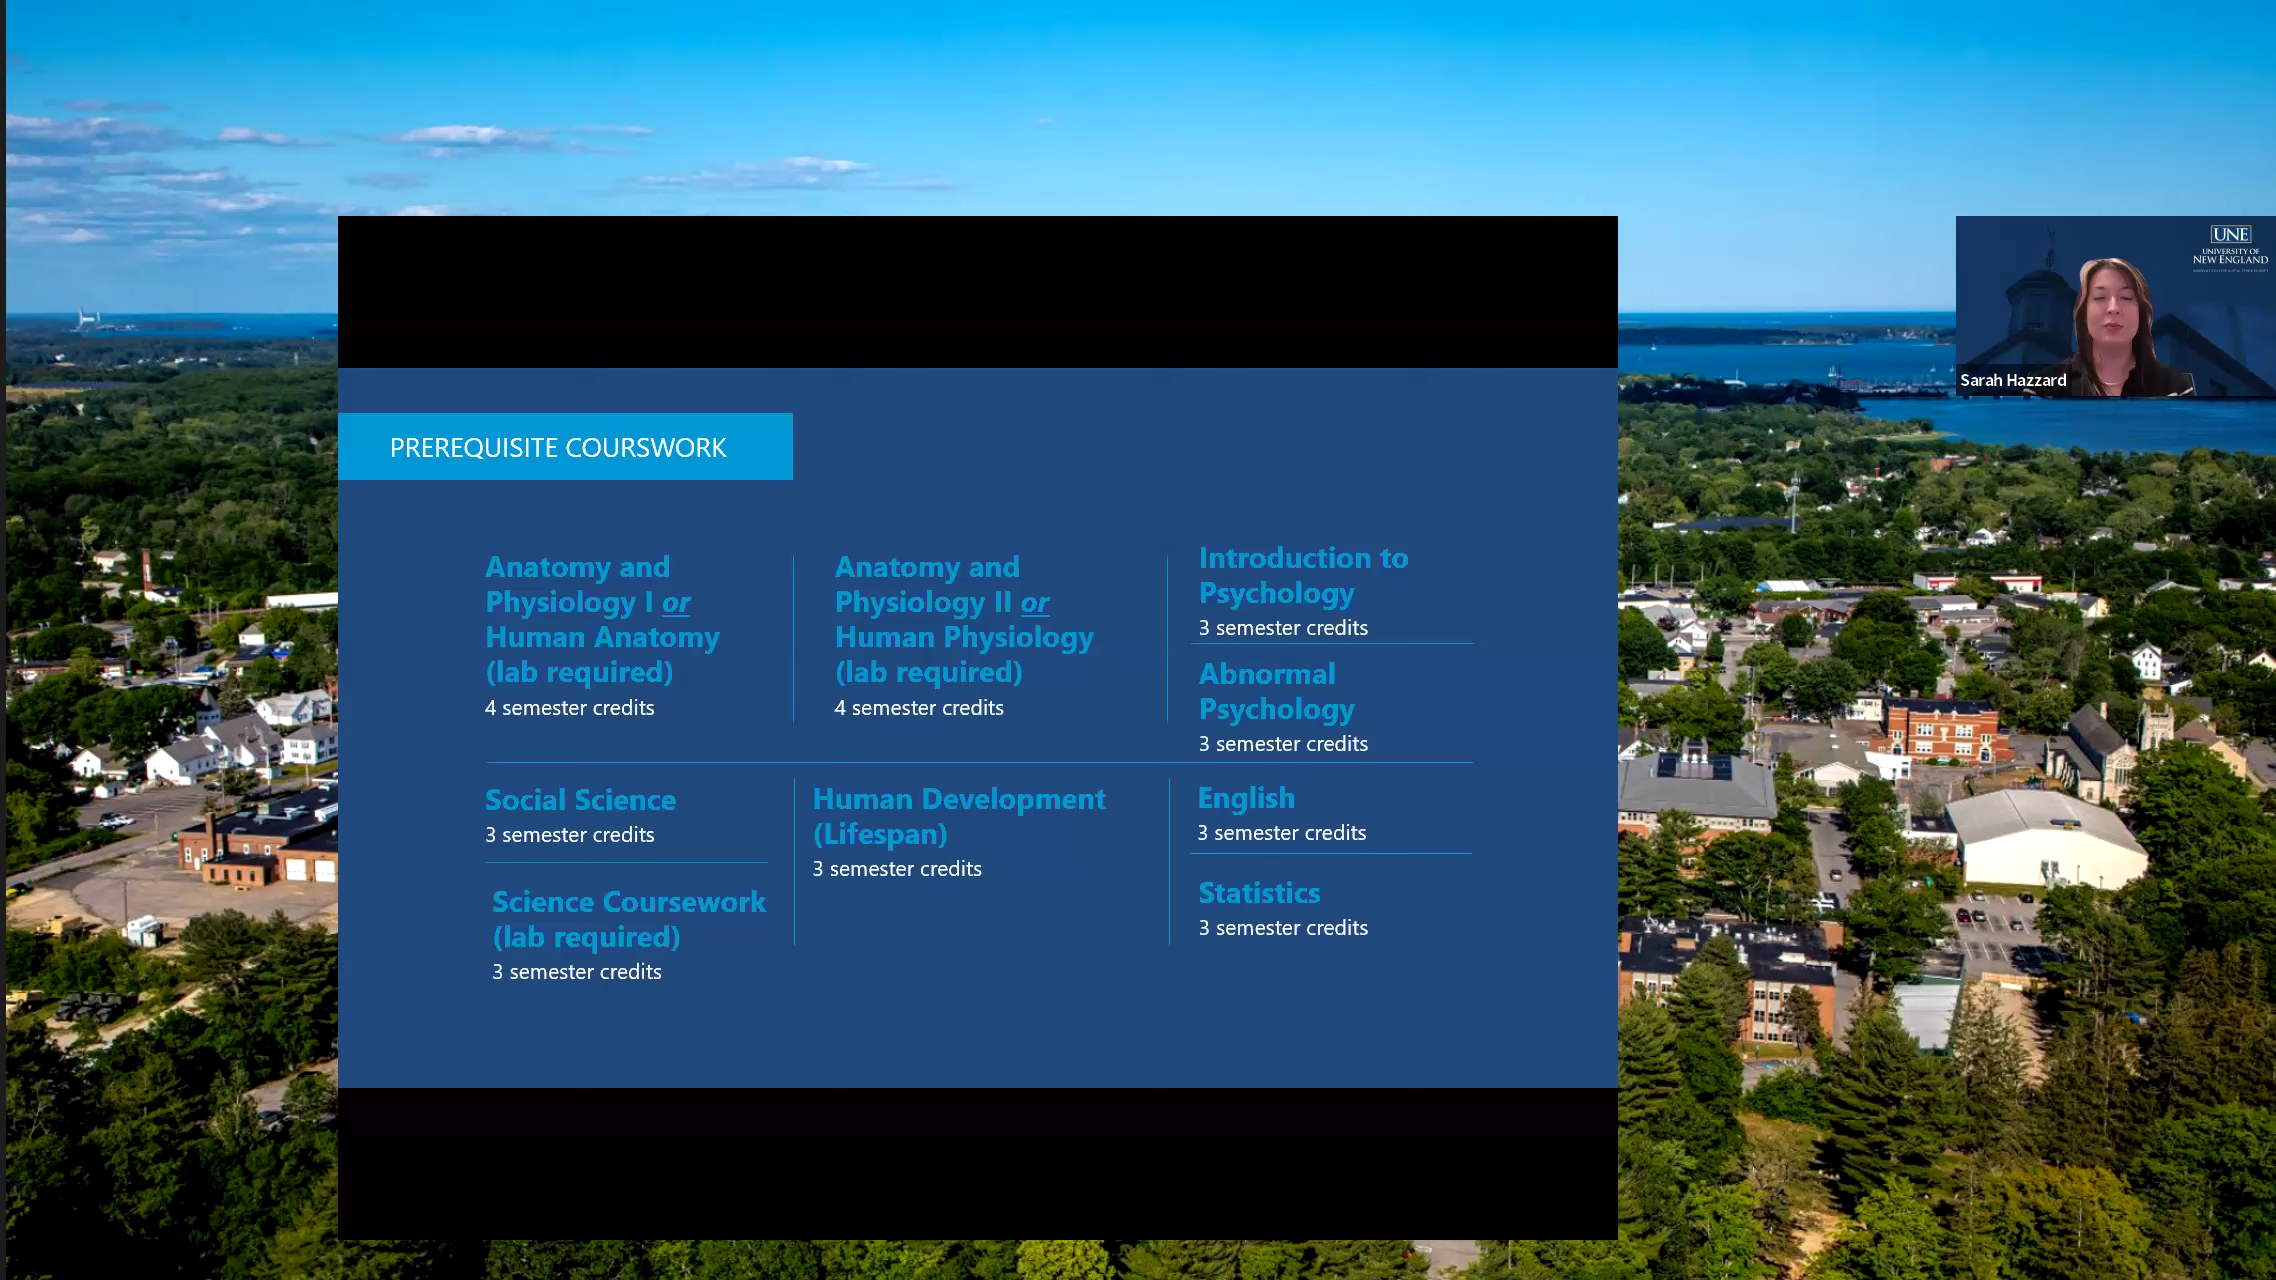 PREREQUISITE COURSWORK
Anatomy and
Physiology I or
Human Anatomy
(lab required)
4 semester credits
Anatomy and
Physiology II or
Human Physiology
(lab required)
4 semester credits
Introduction to
Psychology
3 semester credits
Abnormal
Psychology
3 semester credits
Social Science
3 semester credits
Science Coursework
(lab required)
3 semester credits
Human Development
(Lifespan)
3 semester credits
English
3 semester credits
Statistics
3 semester credits
UNE
UNIVERSITY OF
NEW ENGLAND
Sarah Hazzard